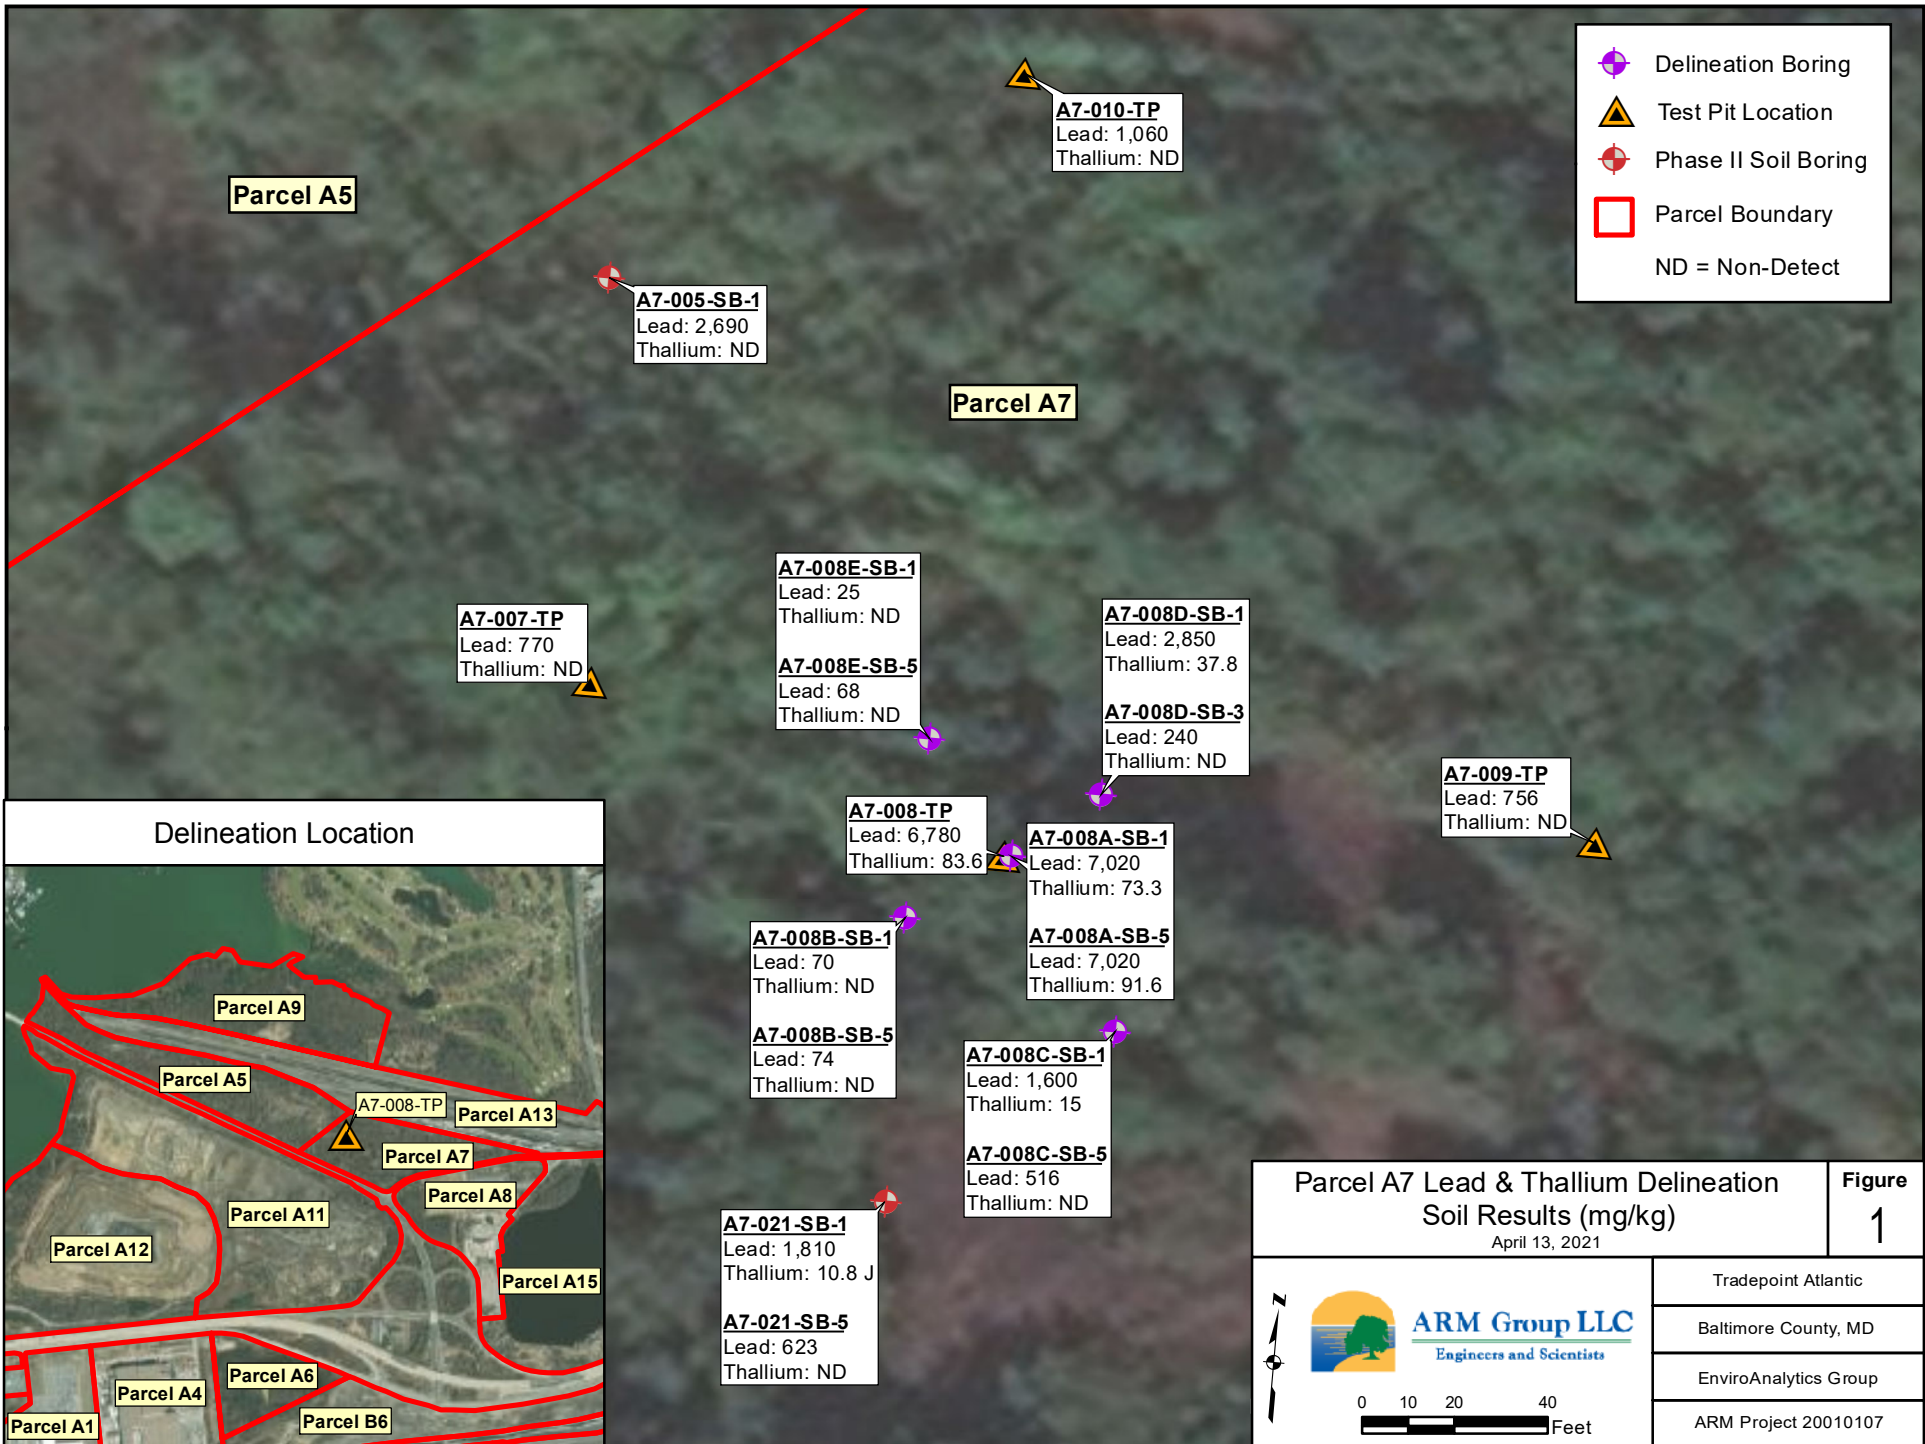 Delineation Boring
Test Pit Location
Phase II Soil Boring
Parcel Boundary
ND = Non-Detect
A7-010-TP
Lead: 1,060
Thallium: ND
Parcel A5
A7-005-SB-1
Lead: 2,690
Thallium: ND
Parcel A7
A7-008E-SB-1
Lead: 25
Thallium: ND
A7-008E-SB-5
Lead: 68
Thallium: ND
A7-007-TP
Lead: 770
Thallium: ND
A7-008D-SB-1
Lead: 2,850
Thallium: 37.8
A7-008D-SB-3
Lead: 240
Thallium: ND
A7-009-TP
Lead: 756
Thallium: ND
A7-008-TP
Lead: 6,780
Thallium: 83.6
A7-008A-SB-1
Lead: 7,020
Thallium: 73.3
A7-008A-SB-5
Lead: 7,020
Thallium: 91.6
A7-008B-SB-1
Lead: 70
Thallium: ND
A7-008B-SB-5
Lead: 74
Thallium: ND
A7-008C-SB-1
Lead: 1,600
Thallium: 15
A7-008C-SB-5
Lead: 516
Thallium: ND
A7-021-SB-1
Lead: 1,810
Thallium: 10.8 J
A7-021-SB-5
Lead: 623
Thallium: ND
Delineation Location
Parcel A9
Parcel A5
A7-008-TP
Parcel A13
Parcel A7
Parcel A8
Parcel A11
Parcel A12
Parcel A15
Parcel A6
Parcel A4
Parcel B6
Parcel A1
Parcel A7 Lead & Thallium Delineation
Soil Results (mg/kg)
April 13, 2021
Figure
1
N
ARM Group LLC
Engineers and Scientists
0 10 20 40
Feet
Tradepoint Atlantic
Baltimore County, MD
EnviroAnalytics Group
ARM Project 20010107